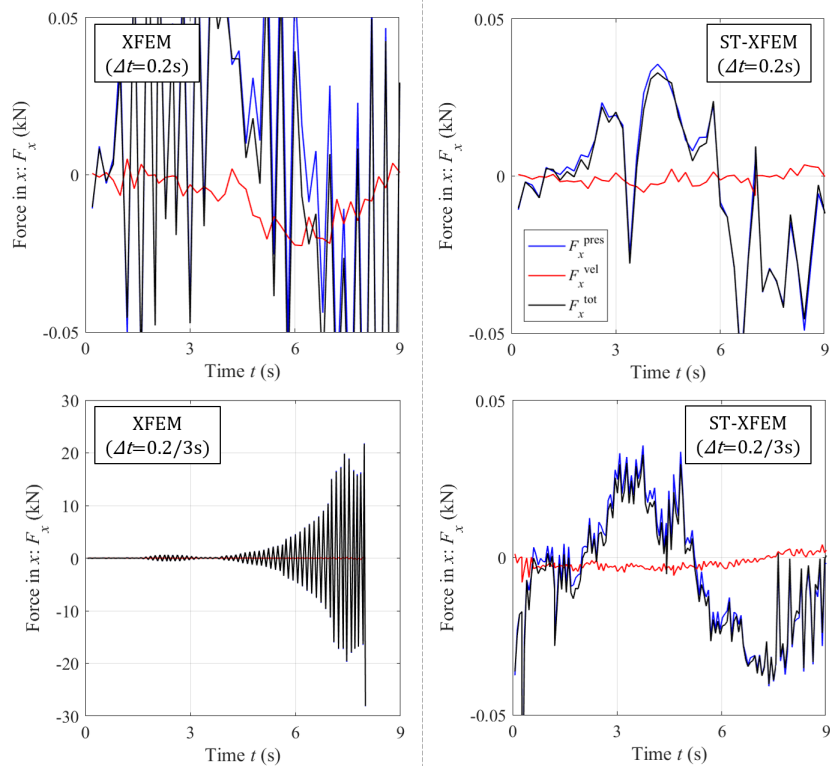 XFEM
(Δt=0.2s)
0.05
0
-0.05
0
3
6
9
Force in x: Fx (kN)
Time t (s)
ST-XFEM
(Δt=0.2s)
0.05
0
-0.05
0
3
6
9
Force in x: Fx (kN)
Time t (s)
Fx pres
Fx vel
Fx tot
XFEM
(Δt=0.2/3s)
30
20
10
0
-10
-20
-30
0
3
6
9
Force in x: Fx (kN)
Time t (s)
ST-XFEM
(Δt=0.2/3s)
0.05
0
-0.05
0
3
6
9
Force in x: Fx (kN)
Time t (s)